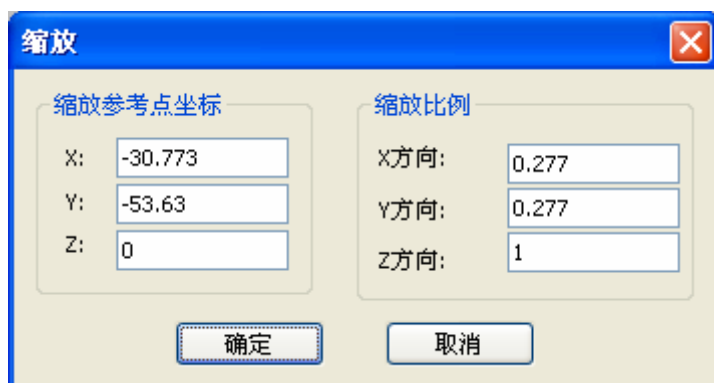 缩放
缩放参考点坐标
X: -30.773
Y: -53.63
Z: 0
缩放比例
X方向: 0.277
Y方向: 0.277
Z方向: 1
确定 取消